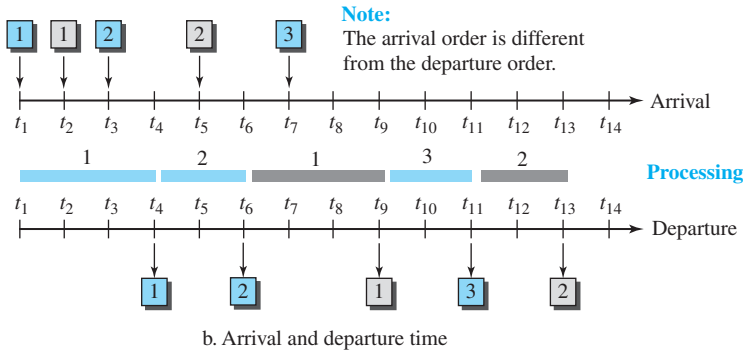 Note:
1 1 2 2 3
The arrival order is different
from the departure order.
Arrival
t1 t2 t3 t4 t5 t6 t7 t8 t9 t10 t11 t12 t13 t14
1 2 1 3 2
Processing
t1 t2 t3 t4 t5 t6 t7 t8 t9 t10 t11 t12 t13 t14
Departure
1 2 1 3 2
b. Arrival and departure time